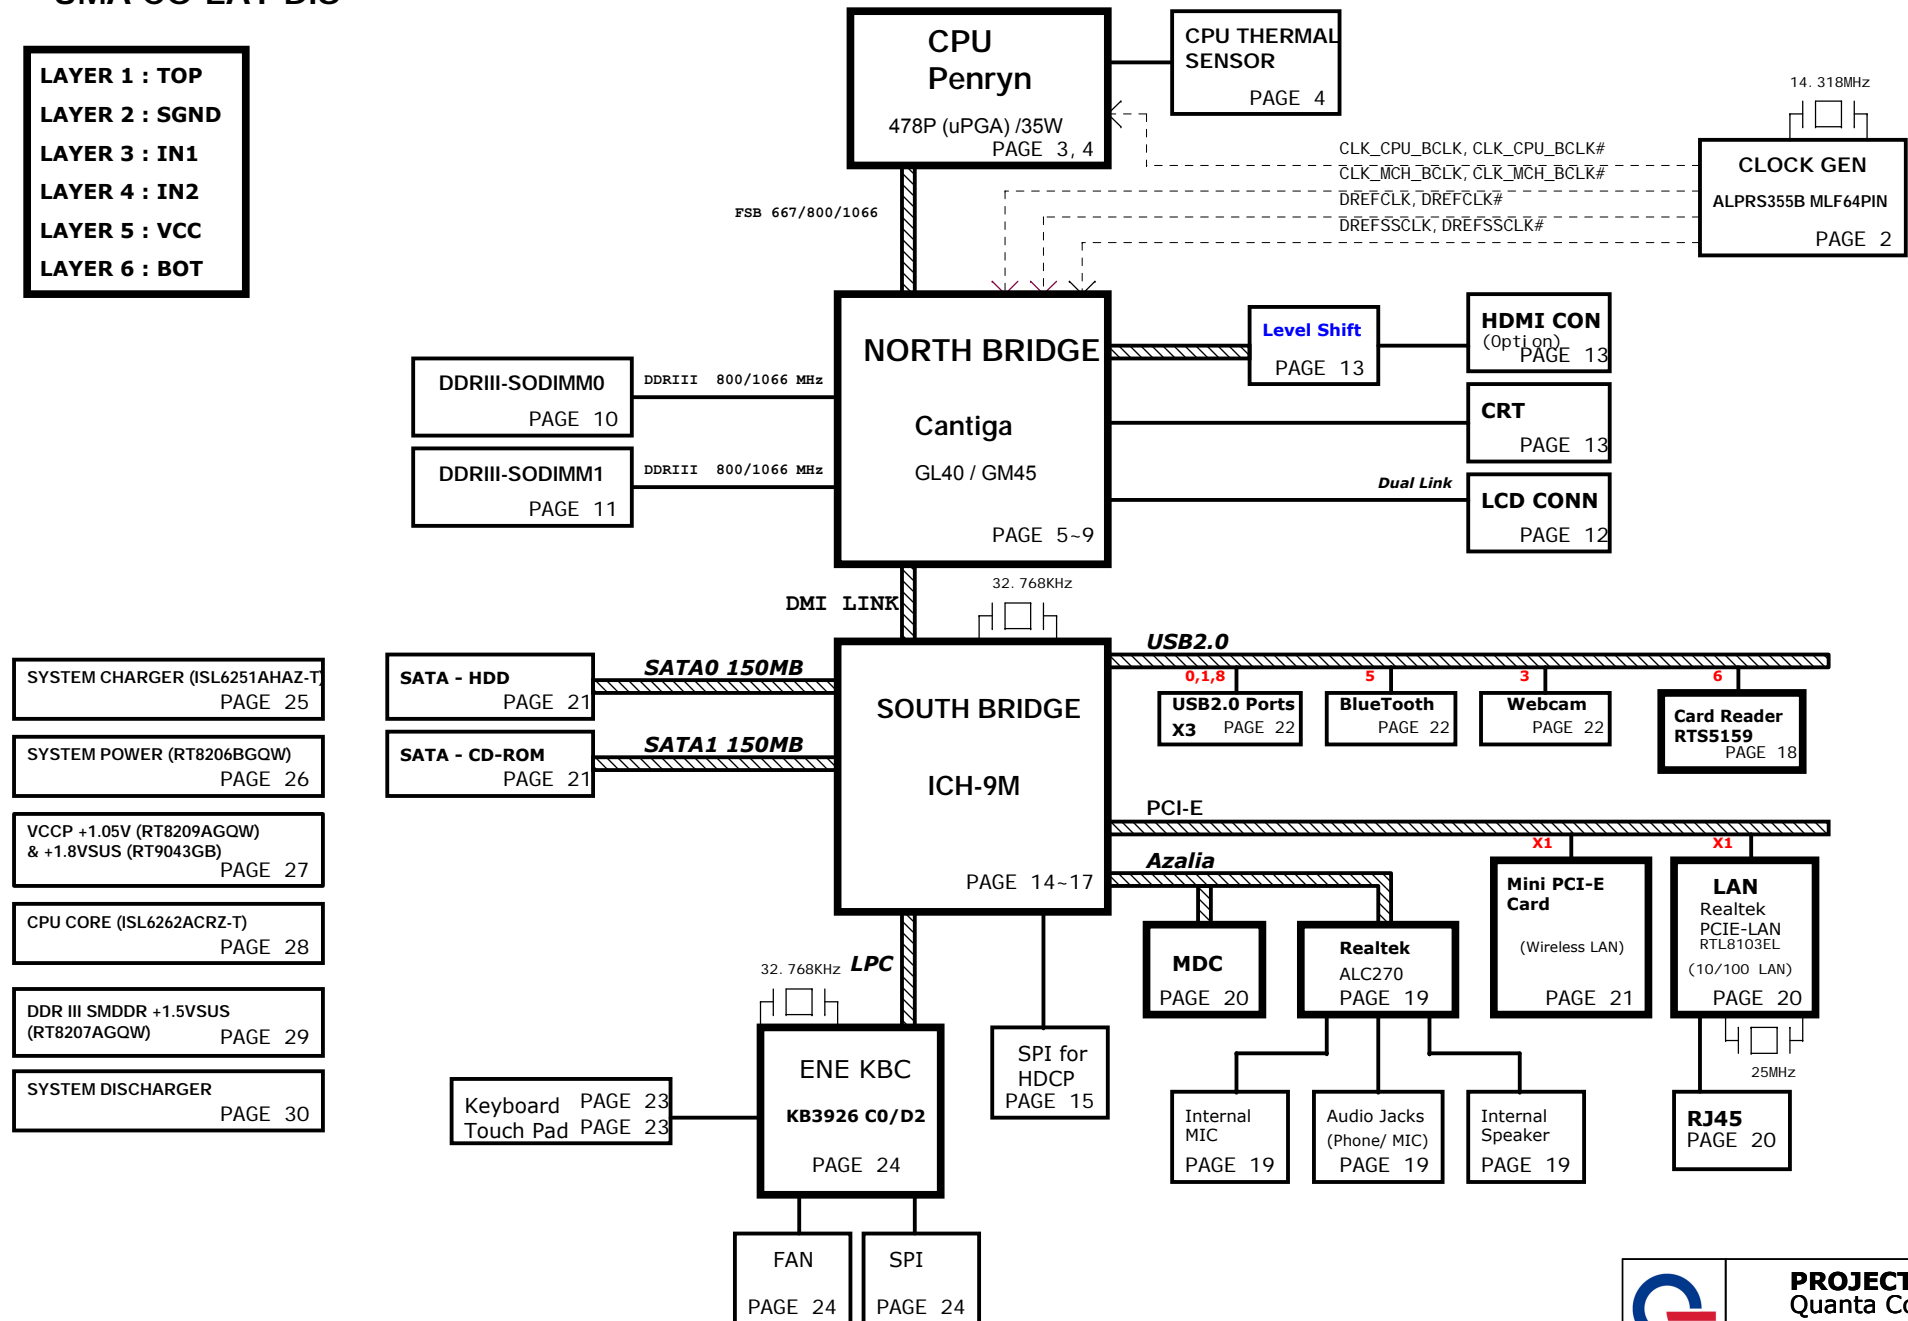 UMA CO-LAY DIS
LAYER 1 : TOP
LAYER 2 : SGND
LAYER 3 : IN1
LAYER 4 : IN2
LAYER 5 : VCC
LAYER 6 : BOT
CPU
Penryn
478P (uPGA) /35W
PAGE 3, 4
CPU THERMAL
SENSOR
PAGE 4
14. 318MHz
CLOCK GEN
ALPRS355B MLF64PIN
PAGE 2
CLK_CPU_BCLK, CLK_CPU_BCLK#
CLK_MCH_BCLK, CLK_MCH_BCLK#
DREFCLK, DREFCLK#
DREFSSCLK, DREFSSCLK#
FSB 667/800/1066
NORTH BRIDGE
Cantiga
GL40 / GM45
PAGE 5~9
DDRIII-SODIMM0
PAGE 10
DDRIII 800/1066 MHz
DDRIII-SODIMM1
PAGE 11
DDRIII 800/1066 MHz
Level Shift
PAGE 13
HDMI CON
(Option)
PAGE 13
CRT
PAGE 13
Dual Link
LCD CONN
PAGE 12
DMI LINK
32. 768KHz
SOUTH BRIDGE
ICH-9M
PAGE 14~17
SATA - HDD
PAGE 21
SATA0 150MB
SATA - CD-ROM
PAGE 21
SATA1 150MB
USB2.0
0,1,8
USB2.0 Ports
X3 PAGE 22
5
BlueTooth
PAGE 22
3
Webcam
PAGE 22
6
Card Reader
RTS5159
PAGE 18
PCI-E
X1
Mini PCI-E
Card
(Wireless LAN)
PAGE 21
X1
LAN
Realtek
PCIE-LAN
RTL8103EL
(10/100 LAN)
PAGE 20
25MHz
RJ45
PAGE 20
Azalia
MDC
PAGE 20
Realtek
ALC270
PAGE 19
Internal
MIC
PAGE 19
Audio Jacks
(Phone/ MIC)
PAGE 19
Internal
Speaker
PAGE 19
SPI for
HDCP
PAGE 15
LPC
32. 768KHz
ENE KBC
KB3926 C0/D2
PAGE 24
Keyboard PAGE 23
Touch Pad PAGE 23
FAN
PAGE 24
SPI
PAGE 24
SYSTEM CHARGER (ISL6251AHAZ-T)
PAGE 25
SYSTEM POWER (RT8206BGQW)
PAGE 26
VCCP +1.05V (RT8209AGQW)
& +1.8VSUS (RT9043GB)
PAGE 27
CPU CORE (ISL6262ACRZ-T)
PAGE 28
DDR III SMDDR +1.5VSUS
(RT8207AGQW) PAGE 29
SYSTEM DISCHARGER
PAGE 30
PROJECT
Quanta Co